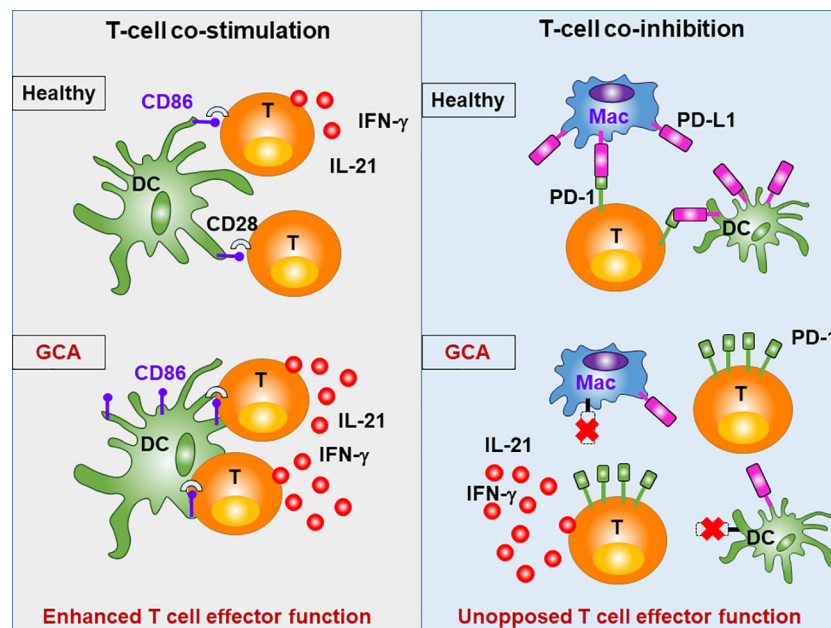 T-cell co-stimulation
Healthy
CD86
T
IFN-γ
IL-21
DC
CD28
T
GCA
CD86
T
IL-21
DC
IFN-γ
T
Enhanced T cell effector function
T-cell co-inhibition
Healthy
Mac
PD-L1
PD-1
DC
T
GCA
PD-1
Mac
T
IL-21
IFN-γ
T
DC
Unopposed T cell effector function